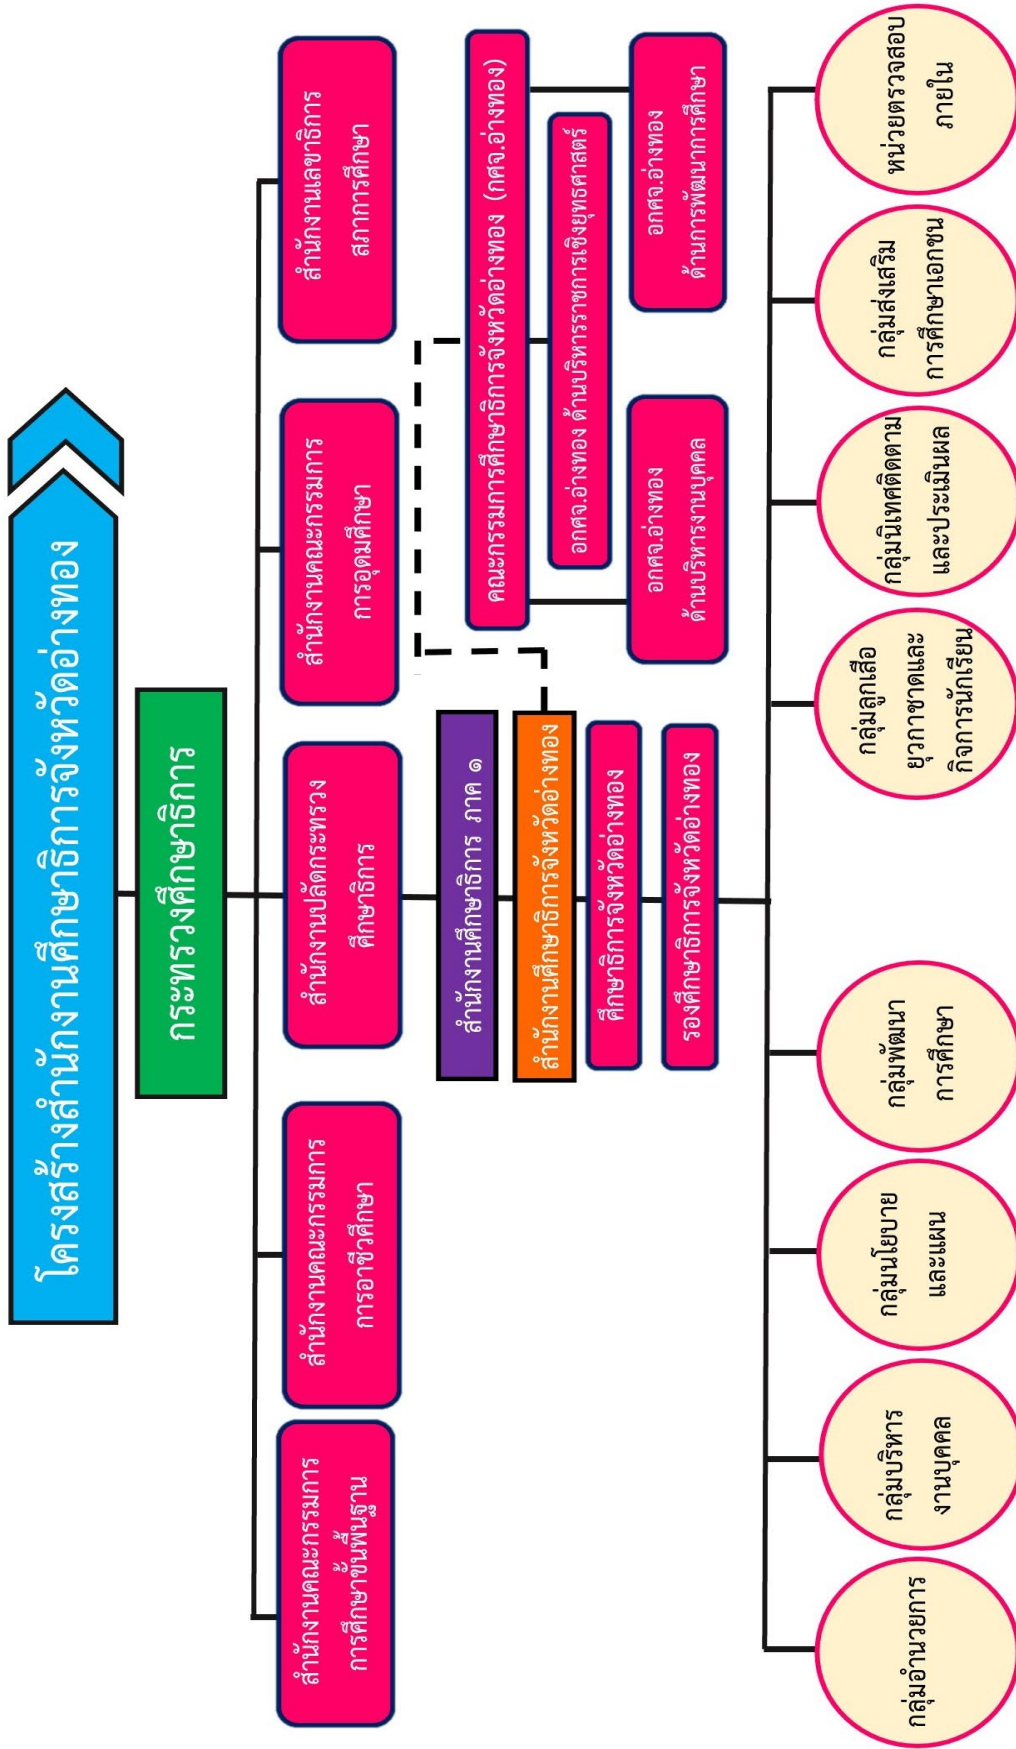 โครงสร้างสำนักงานศึกษาธิการจังหวัดอ่างทอง
กระทรวงศึกษาธิการ
สำนักงานคณะกรรมการ
การศึกษาขั้นพื้นฐาน
สำนักงานคณะกรรมการ
การอาชีวศึกษา
สำนักงานปลัดกระทรวง
ศึกษาธิการ
สำนักงานคณะกรรมการ
การอุดมศึกษา
สำนักงานเลขาธิการ
สภาการศึกษา
สำนักงานศึกษาธิการ ภาค ๑
สำนักงานศึกษาธิการจังหวัดอ่างทอง
ศึกษาธิการจังหวัดอ่างทอง
รองศึกษาธิการจังหวัดอ่างทอง
คณะกรรมการศึกษาธิการจังหวัดอ่างทอง (กศจ.อ่างทอง)
อกศจ.อ่างทอง ด้านบริหารราชการเชิงยุทธศาสตร์
อกศจ.อ่างทอง
ด้านบริหารงานบุคคล
อกศจ.อ่างทอง
ด้านการพัฒนาการศึกษา
กลุ่มอำนวยการ
กลุ่มบริหาร
งานบุคคล
กลุ่มนโยบาย
และแผน
กลุ่มพัฒนา
การศึกษา
กลุ่มลูกเสือ
ยุวกาชาดและ
กิจการนักเรียน
กลุ่มนิเทศติดตาม
และประเมินผล
กลุ่มส่งเสริม
การศึกษาเอกชน
หน่วยตรวจสอบ
ภายใน